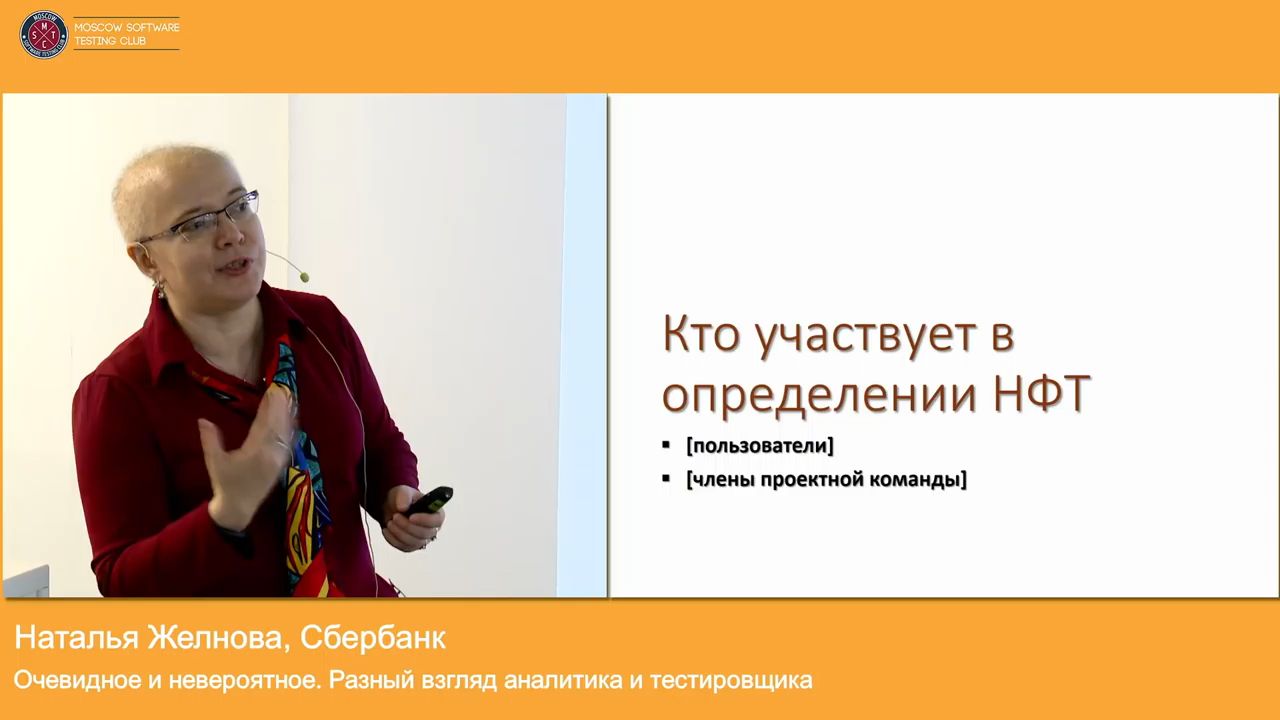 MOSCOW SOFTWARE
TESTING CLUB
MOSCOW
S M T C
Кто участвует в
определении НФТ
▪ [пользователи]
▪ [члены проектной команды]
Наталья Желнова, Сбербанк
Очевидное и невероятное. Разный взгляд аналитика и тестировщика